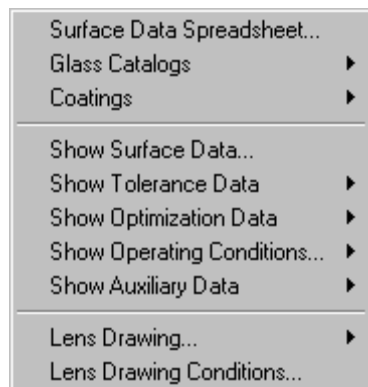 Surface Data Spreadsheet...
Glass Catalogs
Coatings
Show Surface Data...
Show Tolerance Data
Show Optimization Data
Show Operating Conditions...
Show Auxiliary Data
Lens Drawing...
Lens Drawing Conditions...